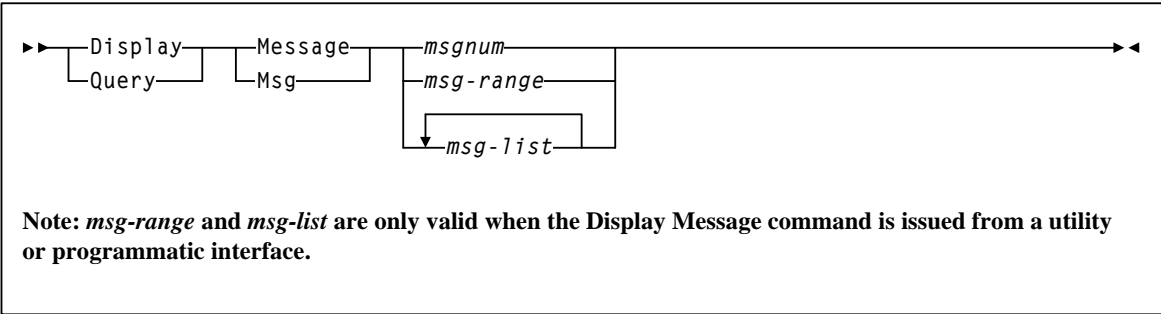 Display Message msgnum
Query Msg msg-range
msg-list
Note: msg-range and msg-list are only valid when the Display Message command is issued from a utility
or programmatic interface.